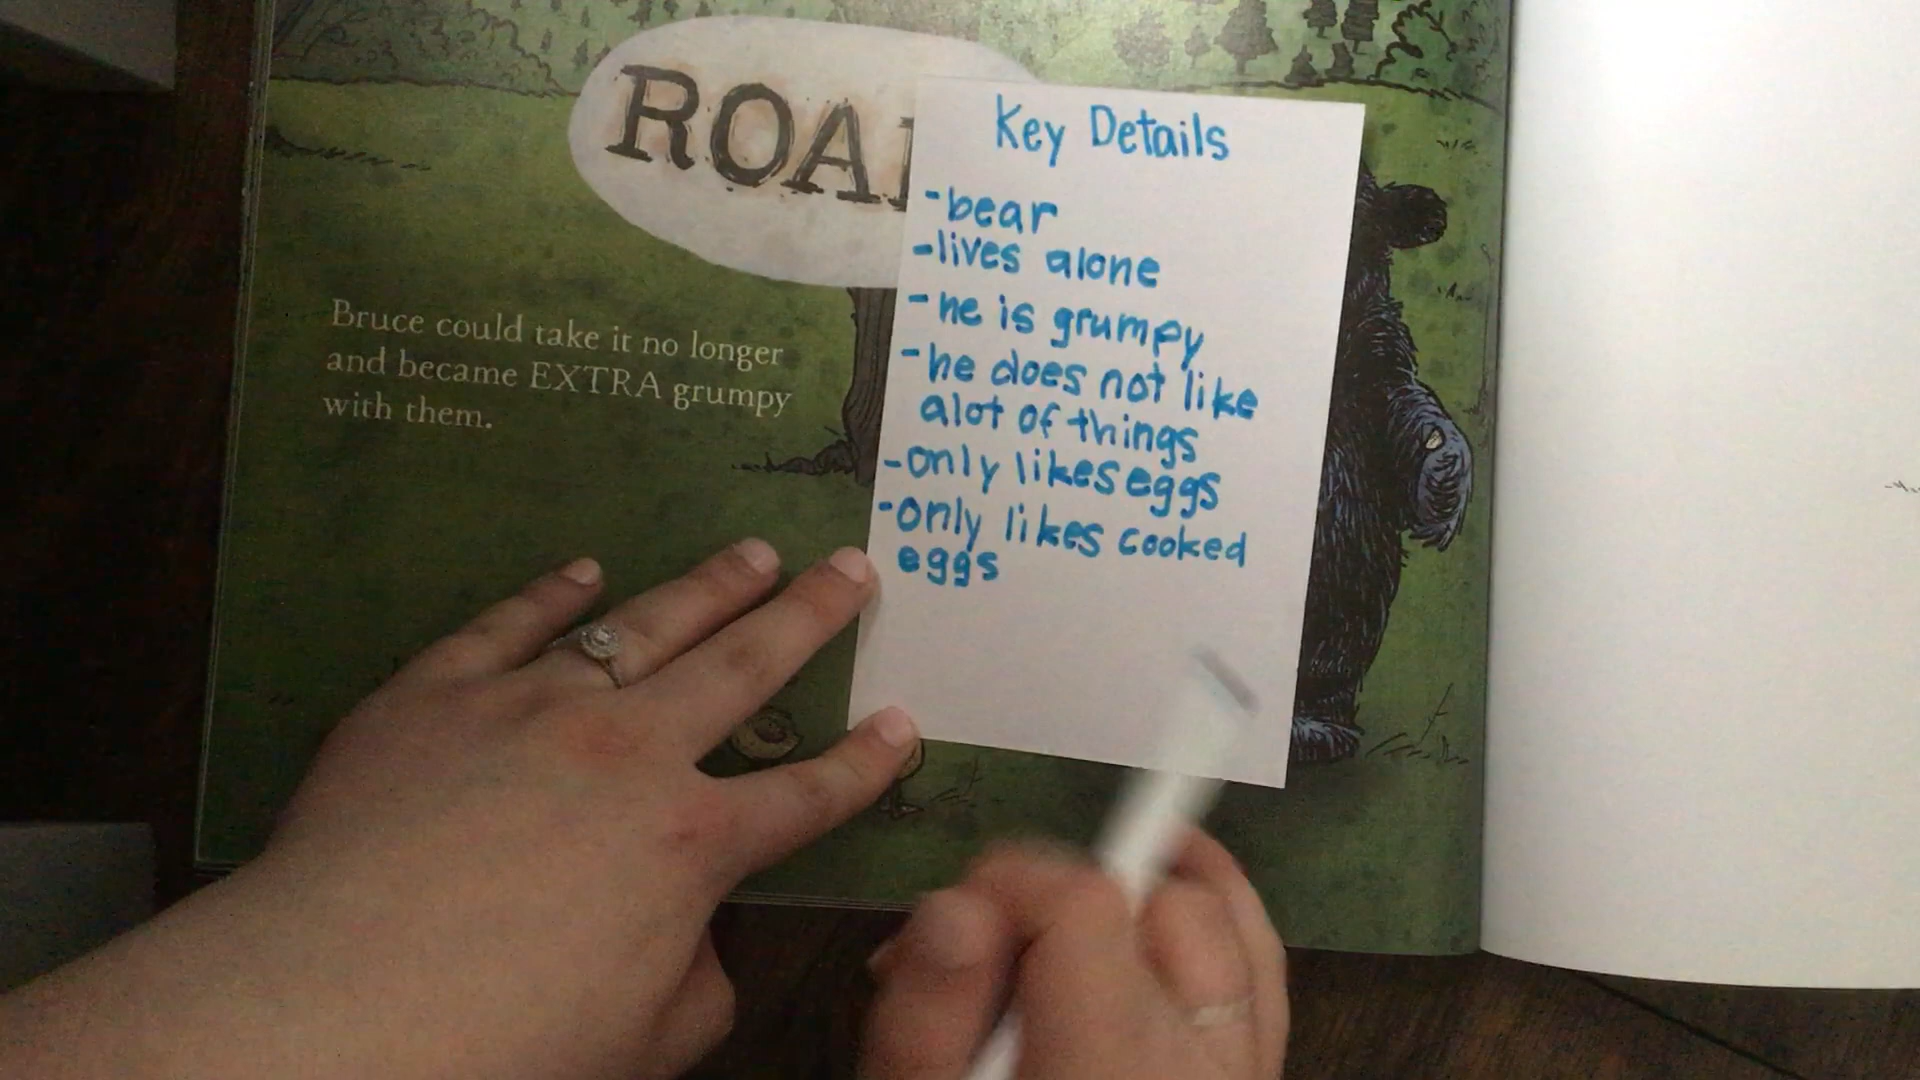 ROA
Bruce could take it no longer
and became EXTRA grumpy
with them.
Key Details
-bear
-lives alone
-he is grumpy
-he does not like
alot of things
-only likes eggs
-only likes cooked
eggs